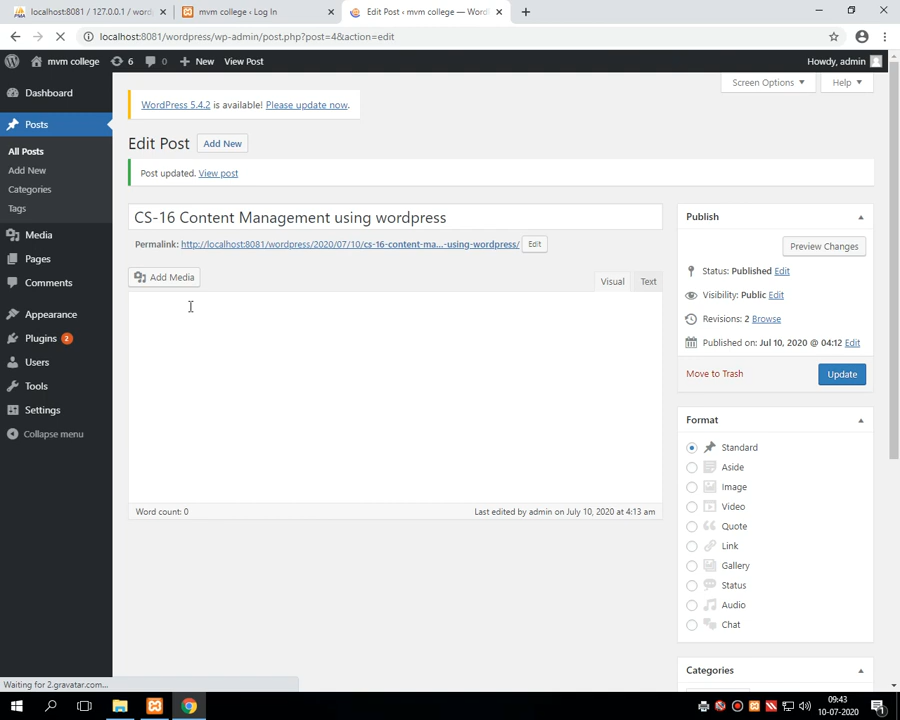 localhost:8081 / 127.0.0.1 / word
mvm college ‹ Log In
Edit Post ‹ mvm college — Word
localhost:8081/wordpress/wp-admin/post.php?post=4&action=edit
mvm college 6 0 New View Post Howdy, admin
Dashboard
Posts
All Posts
Add New
Categories
Tags
Media
Pages
Comments
Appearance
Plugins 2
Users
Tools
Settings
Collapse menu
Screen Options Help
WordPress 5.4.2 is available! Please update now.
Edit Post Add New
Post updated. View post
CS-16 Content Management using wordpress
Permalink: http://localhost:8081/wordpress/2020/07/10/cs-16-content-ma...-using-wordpress/ Edit
Add Media
Visual Text
Word count: 0
Last edited by admin on July 10, 2020 at 4:13 am
Publish
Preview Changes
Status: Published Edit
Visibility: Public Edit
Revisions: 2 Browse
Published on: Jul 10, 2020 @ 04:12 Edit
Move to Trash Update
Format
Standard
Aside
Image
Video
Quote
Link
Gallery
Status
Audio
Chat
Categories
Waiting for 2.gravatar.com...
09:43
10-07-2020